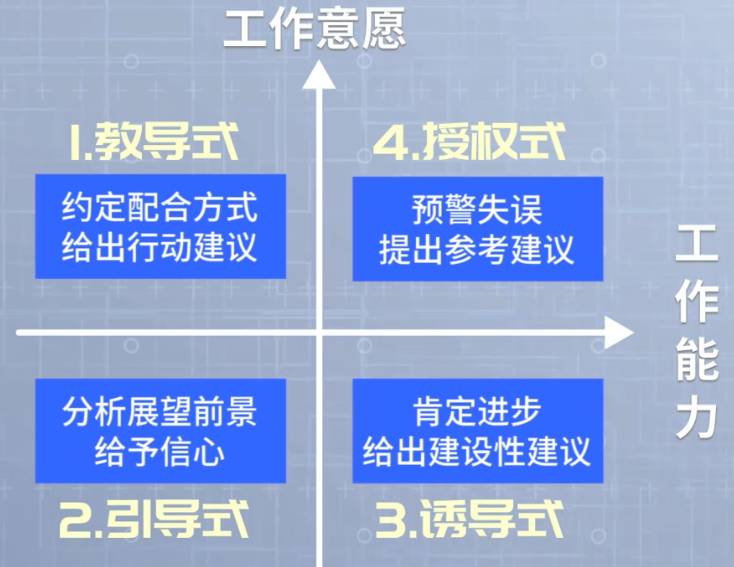 工作意愿
1.教导式
约定配合方式
给出行动建议
4.授权式
预警失误
提出参考建议
工作能力
分析展望前景
给予信心
2.引导式
肯定进步
给出建设性建议
3.诱导式